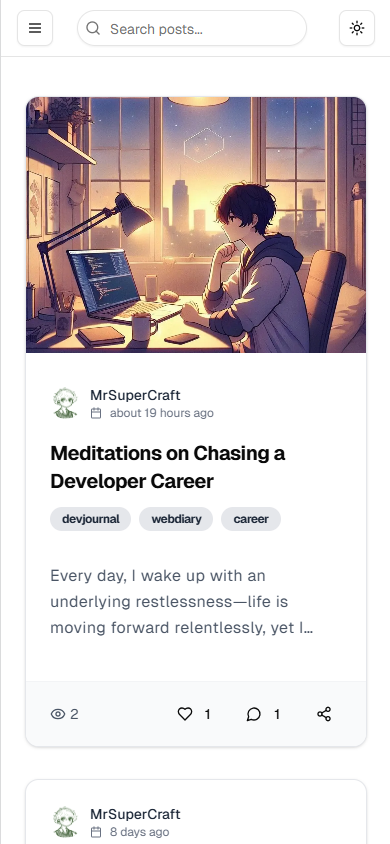 Search posts...
MrSuperCraft
about 19 hours ago
Meditations on Chasing a
Developer Career
devjournal webdiary career
Every day, I wake up with an
underlying restlessness—life is
moving forward relentlessly, yet I...
2 1 1
MrSuperCraft
8 days ago